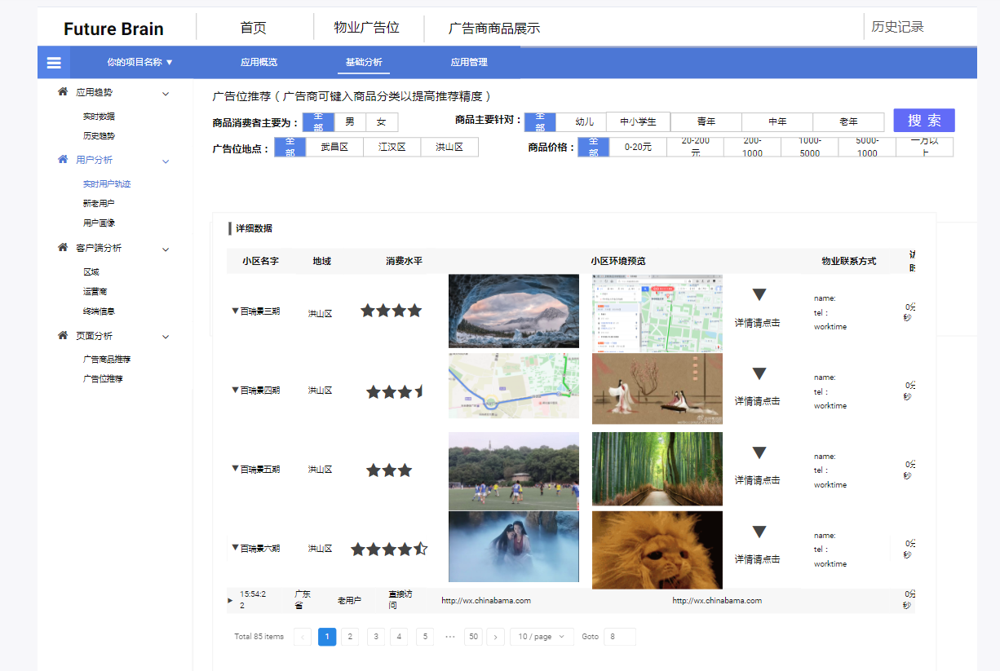 Future Brain 首页 物业广告位 广告商商品展示 历史记录
你的项目名称 ▼ 应用概览 基础分析 应用管理
应用趋势
实时数据
历史趋势
用户分析
实时用户轨迹
新老用户
用户画像
客户端分析
区域
运营商
终端信息
页面分析
广告商品推荐
广告位推荐
广告位推荐（广告商可键入商品分类以提高推荐精度）
商品消费者主要为： 全部 男 女 商品主要针对： 全部 幼儿 中小学生 青年 中年 老年 搜 索
广告位地点： 全部 武昌区 江汉区 洪山区 商品价格： 全部 0-20元 20-200元 200-1000 1000-5000 5000-1000 一万以上
详细数据
小区名字 地域 消费水平 小区环境预览 物业联系方式
▼百瑞景三期 洪山区 ★★★★ 详情请点击
name:
tel：
worktime
0分
秒
▼百瑞景四期 洪山区 详情请点击
name:
tel：
worktime
0分
秒
▼百瑞景五期 洪山区 ★★★ 详情请点击
name:
tel：
worktime
0分
秒
▼百瑞景六期 洪山区 详情请点击
name:
tel：
worktime
0分
秒
15:54:22 广东省 老用户 直接访问 http://wx.chinabama.com http://wx.chinabama.com 0分秒
Total 85 items < 1 2 3 4 5 ··· 50 > 10 / page Goto 8